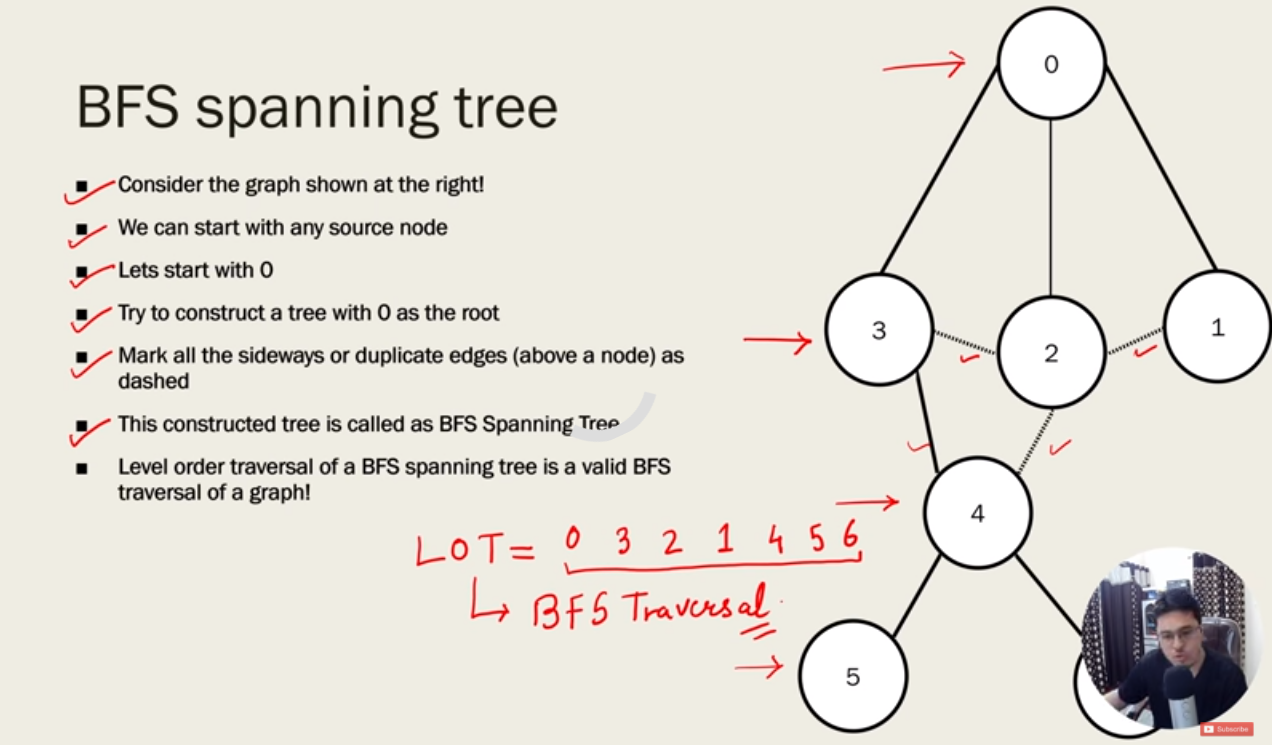 BFS spanning tree
Consider the graph shown at the right!
We can start with any source node
Lets start with 0
Try to construct a tree with 0 as the root
Mark all the sideways or duplicate edges (above a node) as
dashed
This constructed tree is called as BFS Spanning Tree
Level order traversal of a BFS spanning tree is a valid BFS
traversal of a graph!
LOT = 0 3 2 1 4 5 6
BFS Traversal
0
3
2
1
4
5
Subscribe